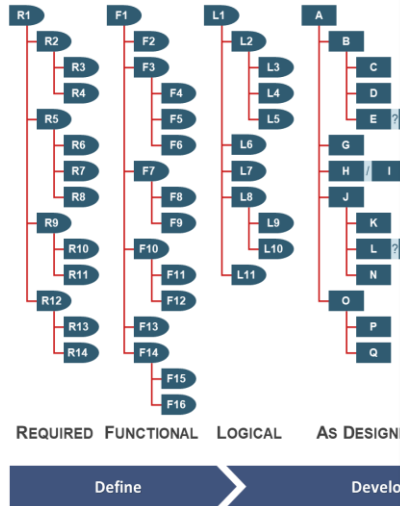 R1 F1 L1 A
R2 F2 L2 B
R3 F3 L3 C
R4 F4 L4 D
R5 F5 L5 E ?
R6 F6 L6 G
R7 F7 L7 H / I
R8 F8 L8 J
R9 F9 L9 K
R10 F10 L10 L ?
R11 F11 L11 N
R12 F12 O
R13 F13 P
R14 F14 Q
F15
F16
REQUIRED FUNCTIONAL LOGICAL AS DESIGN
Define Develo